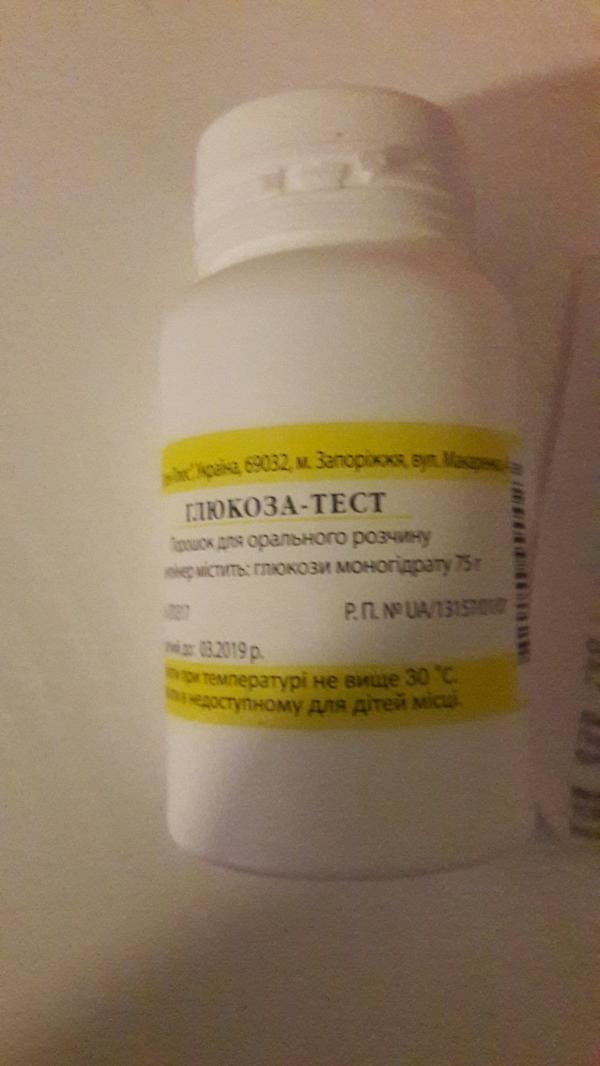 Україна, 69032, м. Запоріжжя, вул. Макаренка
ГЛЮКОЗА-ТЕСТ
Порошок для орального розчину
містить: глюкози моногідрату 75 г
Р. П. № UA/13157/01/01
до: 03.2019 р.
при температурі не вище 30 °С.
в недоступному для дітей місці.